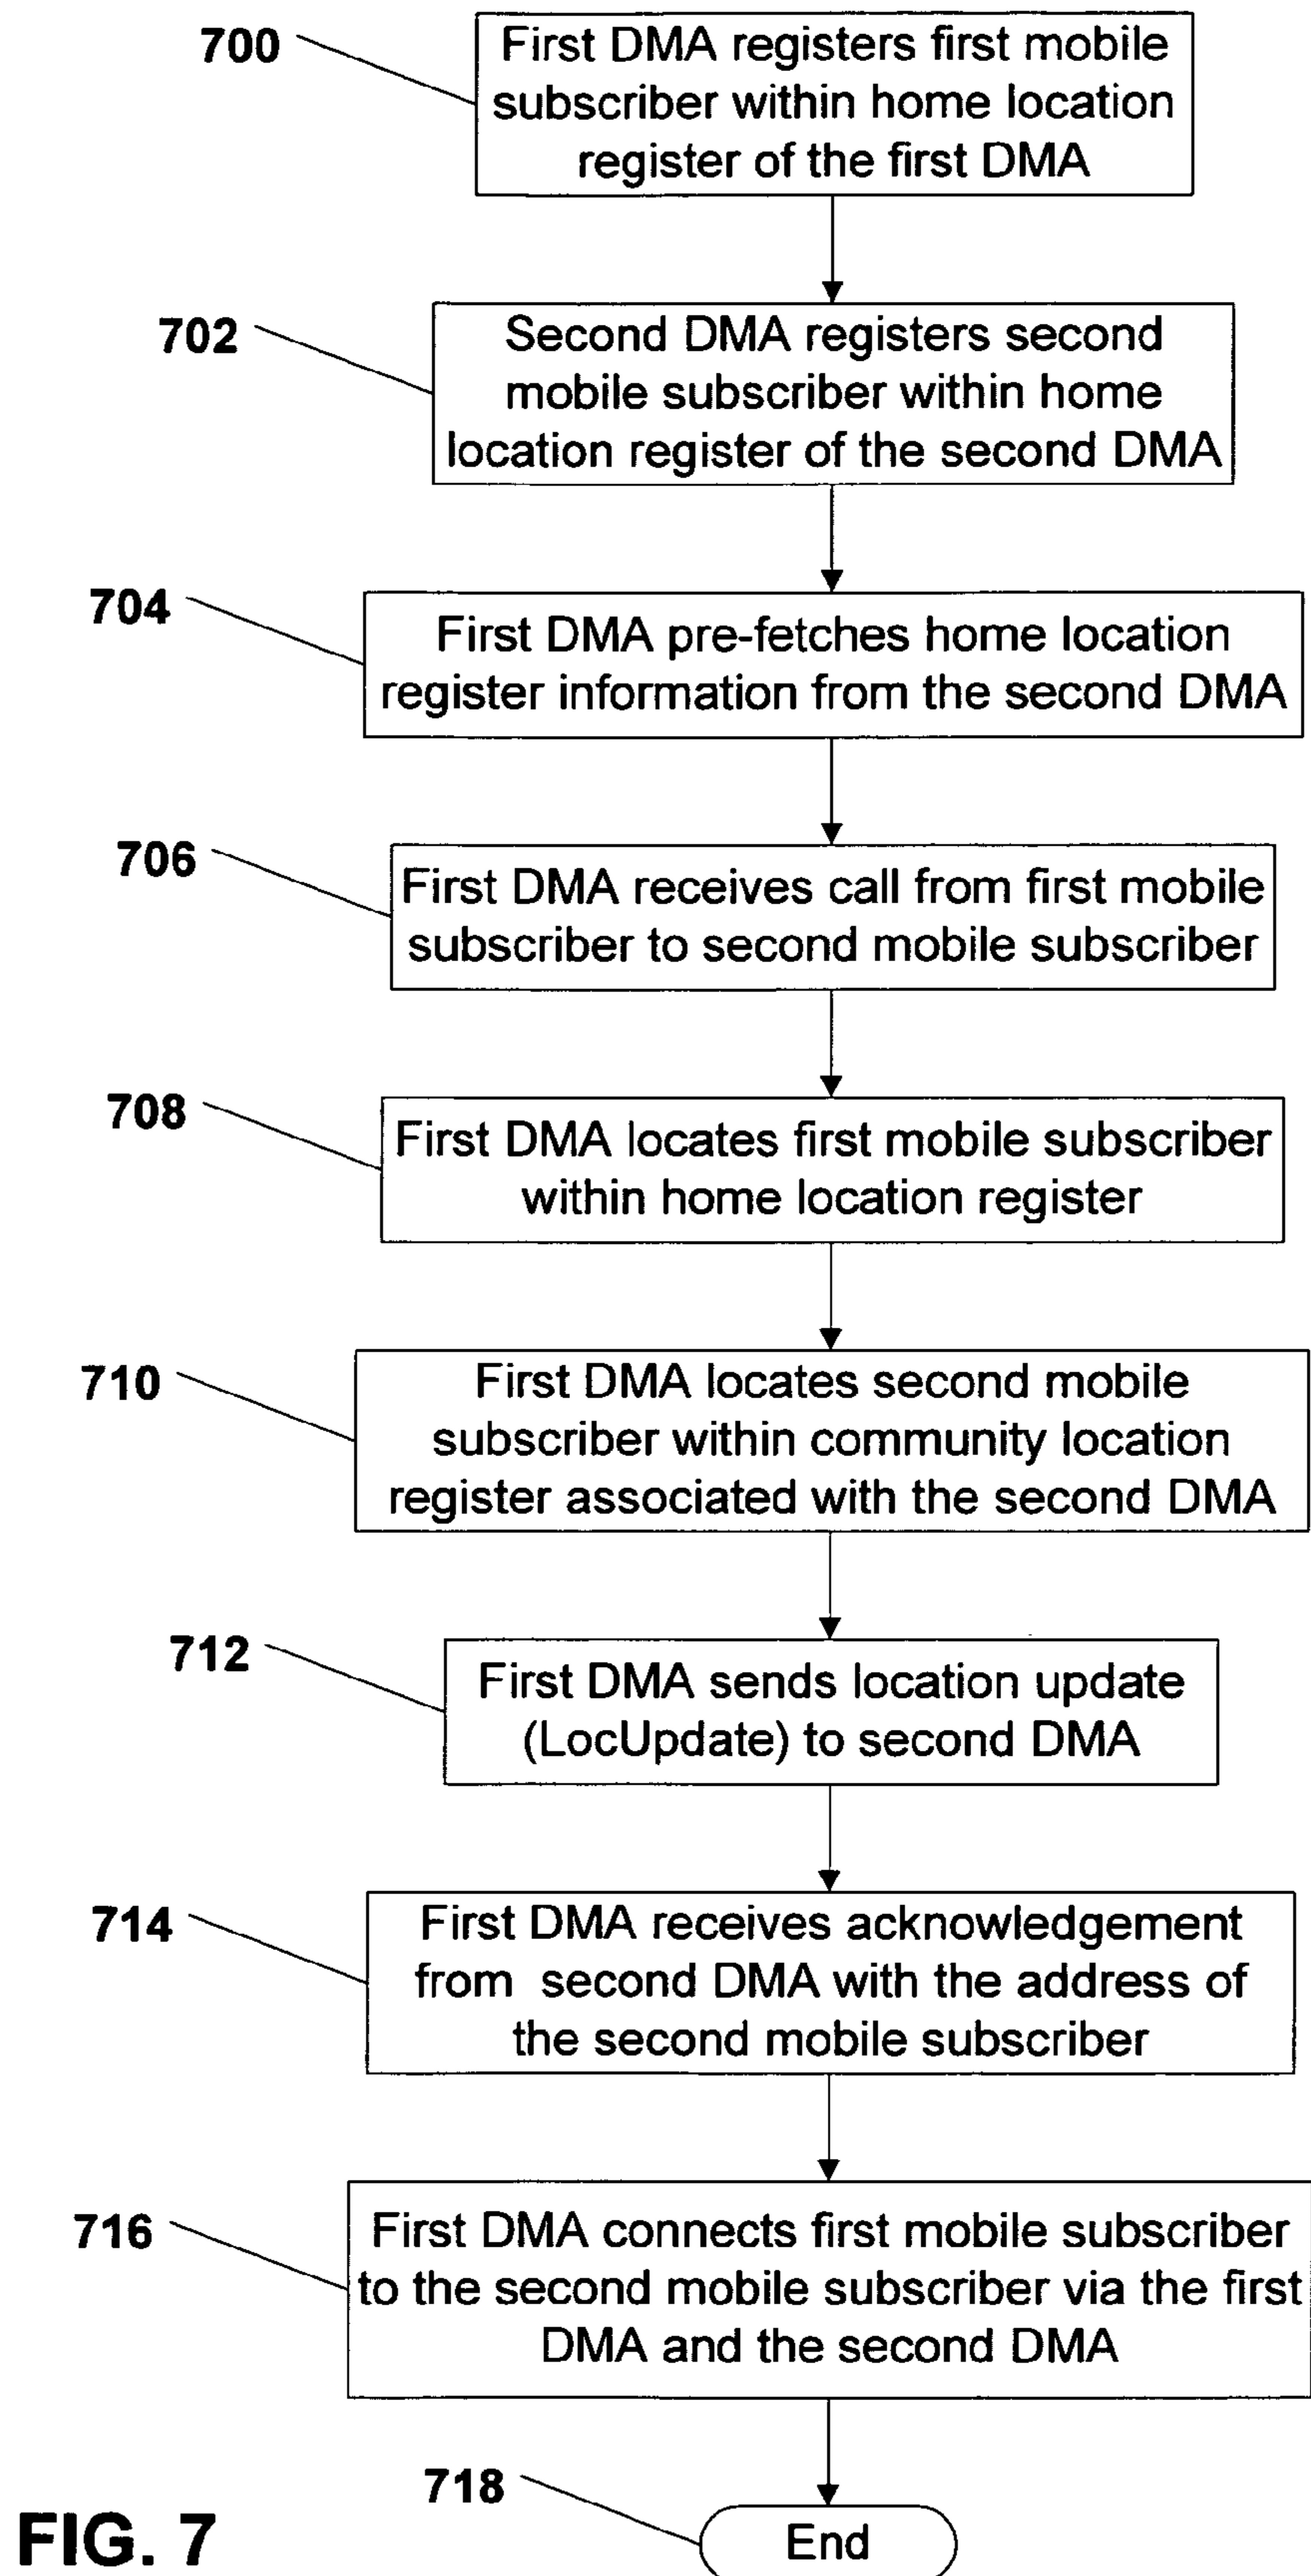 700
First DMA registers first mobile
subscriber within home location
register of the first DMA
702
Second DMA registers second
mobile subscriber within home
location register of the second DMA
704
First DMA pre-fetches home location
register information from the second DMA
706
First DMA receives call from first mobile
subscriber to second mobile subscriber
708
First DMA locates first mobile subscriber
within home location register
710
First DMA locates second mobile
subscriber within community location
register associated with the second DMA
712
First DMA sends location update
(LocUpdate) to second DMA
714
First DMA receives acknowledgement
from second DMA with the address of
the second mobile subscriber
716
First DMA connects first mobile subscriber
to the second mobile subscriber via the first
DMA and the second DMA
718
End
FIG. 7